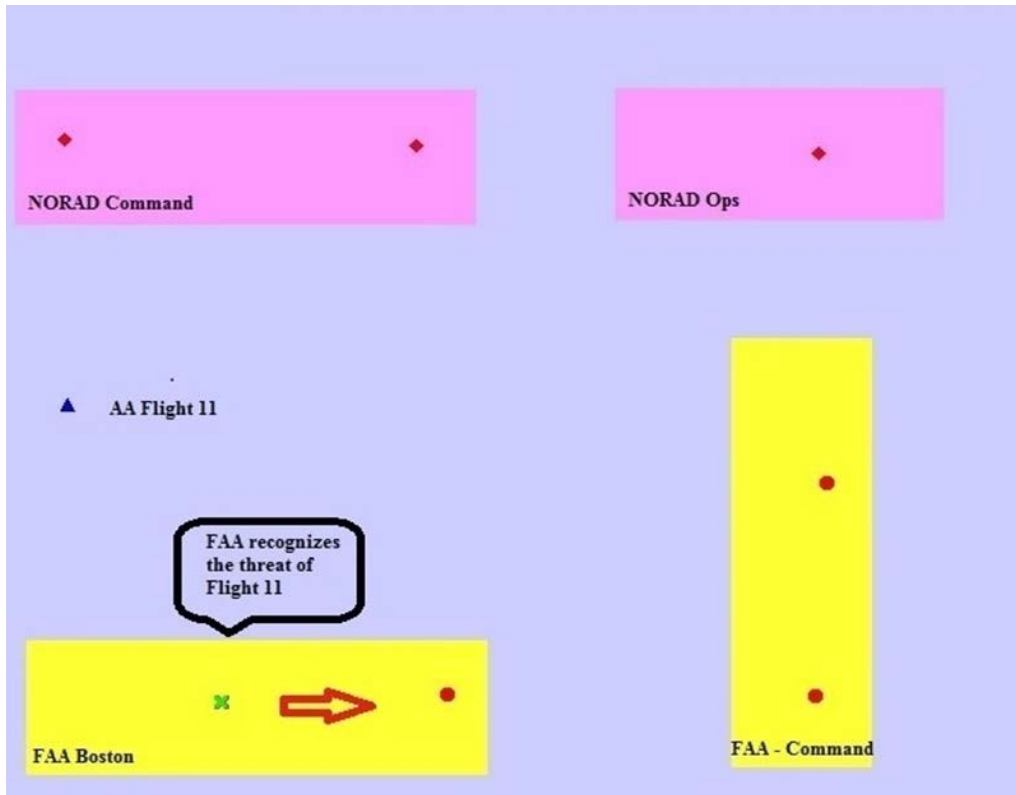 NORAD Command
NORAD Ops
AA Flight 11
FAA recognizes
the threat of
Flight 11
FAA Boston
FAA - Command